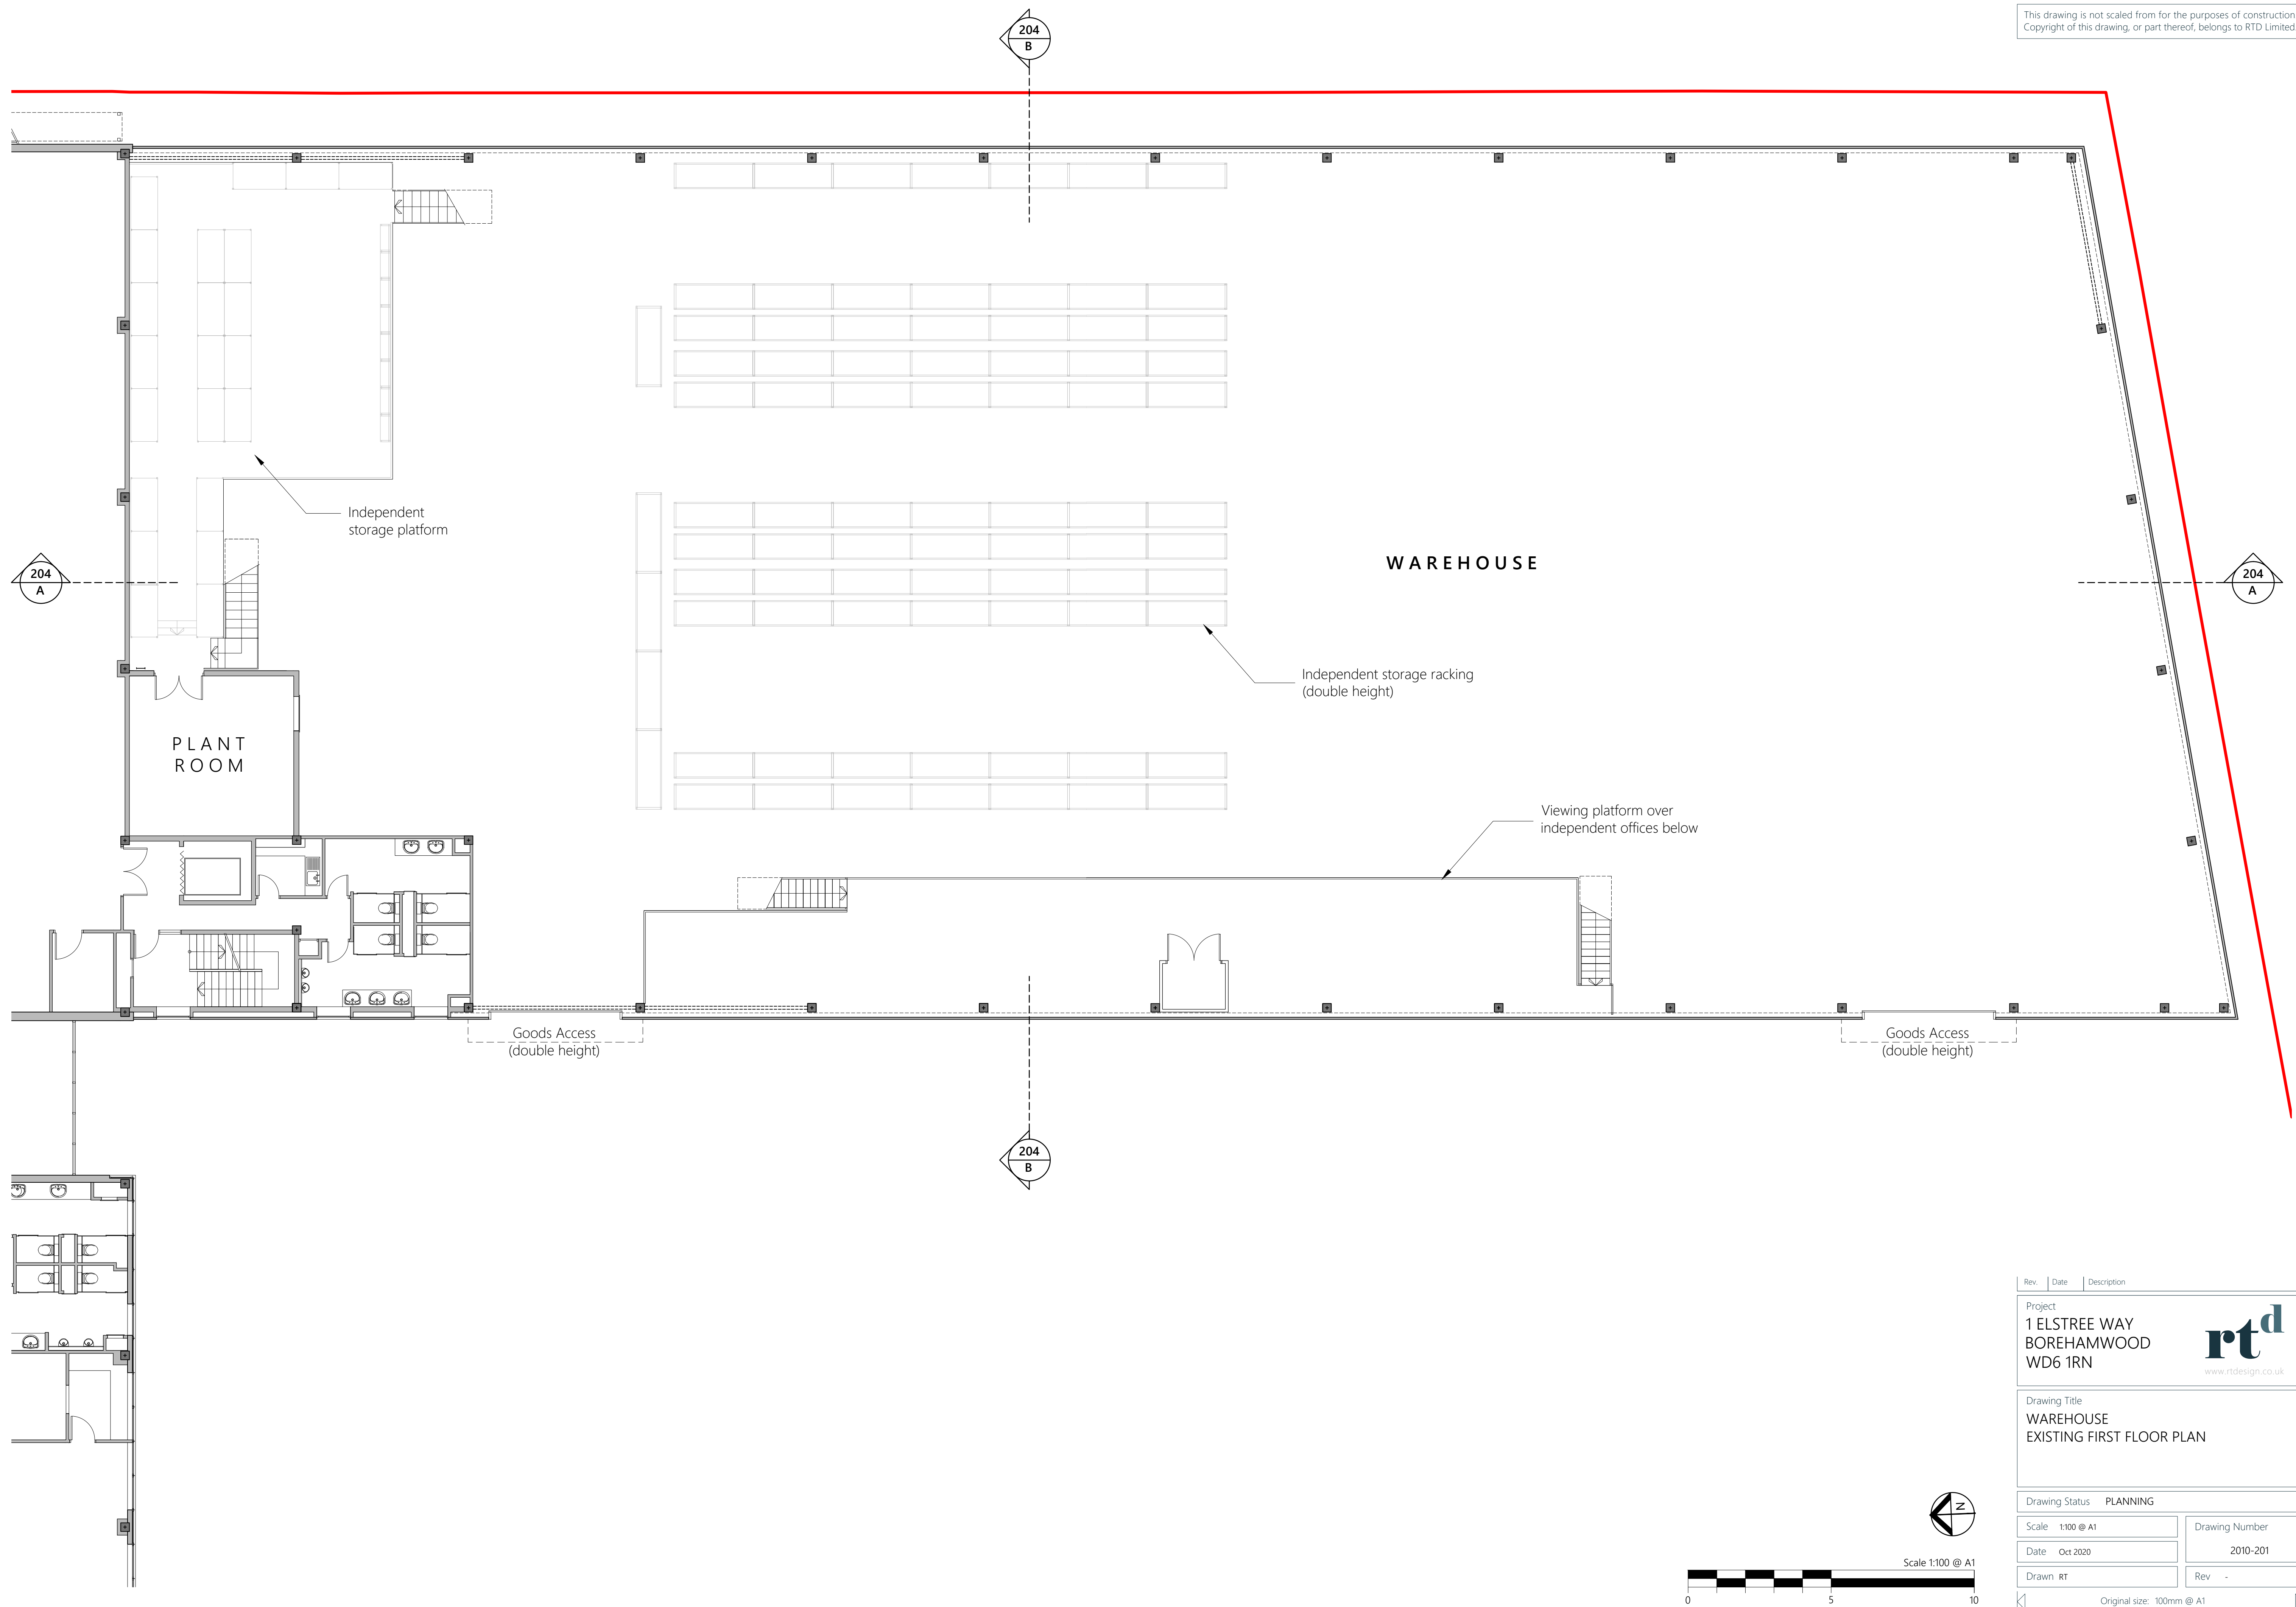 This drawing is not scaled from for the purposes of construction
Copyright of this drawing, or part thereof, belongs to RTD Limited
204
B
Independent
storage platform
204
A
WAREHOUSE
204
A
Independent storage racking
(double height)
PLANT
ROOM
Viewing platform over
independent offices below
Goods Access
(double height)
Goods Access
(double height)
204
B
Rev. Date Description
Project
1 ELSTREE WAY
BOREHAMWOOD
WD6 1RN
rtd
www.rtdesign.co.uk
Drawing Title
WAREHOUSE
EXISTING FIRST FLOOR PLAN
Drawing Status PLANNING
N
Scale 1:100 @ A1
0 5 10
Scale 1:100 @ A1
Drawing Number
2010-201
Date Oct 2020
Drawn RT
Rev -
Original size: 100mm @ A1